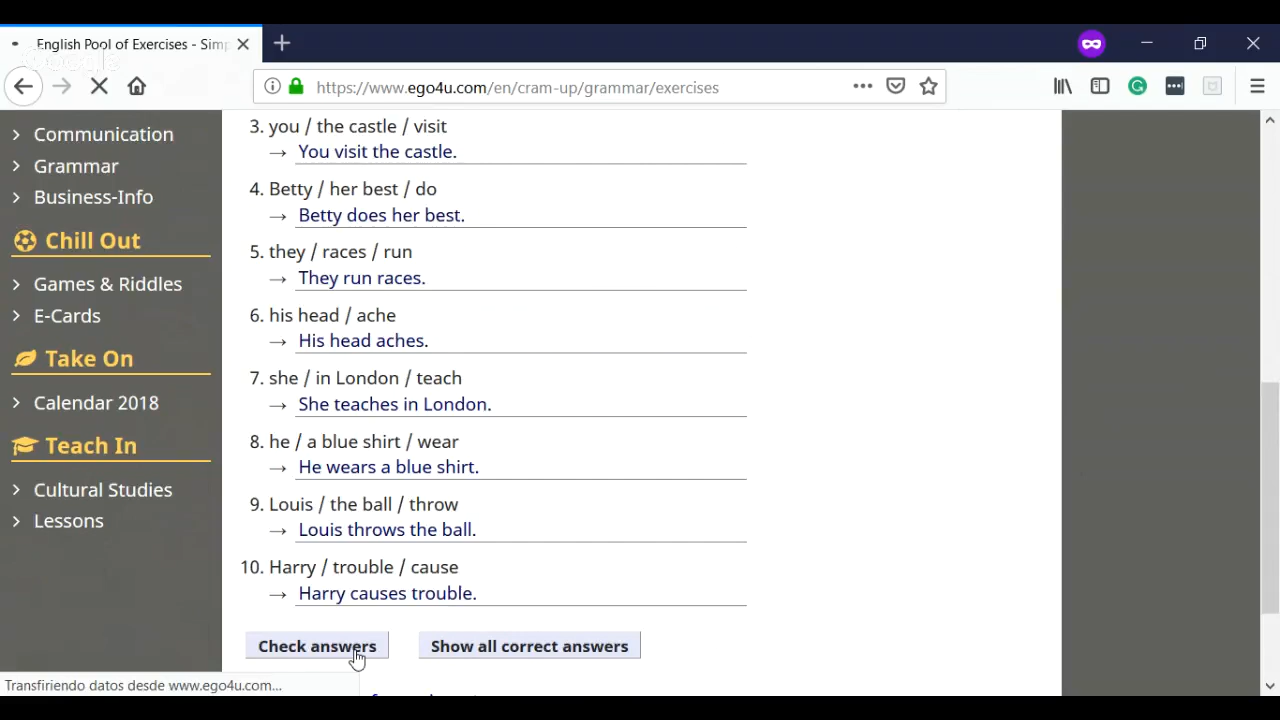 English Pool of Exercises - Simp
https://www.ego4u.com/en/cram-up/grammar/exercises
Communication
Grammar
Business-Info
Chill Out
Games & Riddles
E-Cards
Take On
Calendar 2018
Teach In
Cultural Studies
Lessons
3. you / the castle / visit
→ You visit the castle.
4. Betty / her best / do
→ Betty does her best.
5. they / races / run
→ They run races.
6. his head / ache
→ His head aches.
7. she / in London / teach
→ She teaches in London.
8. he / a blue shirt / wear
→ He wears a blue shirt.
9. Louis / the ball / throw
→ Louis throws the ball.
10. Harry / trouble / cause
→ Harry causes trouble.
Check answers Show all correct answers
Transfiriendo datos desde www.ego4u.com...